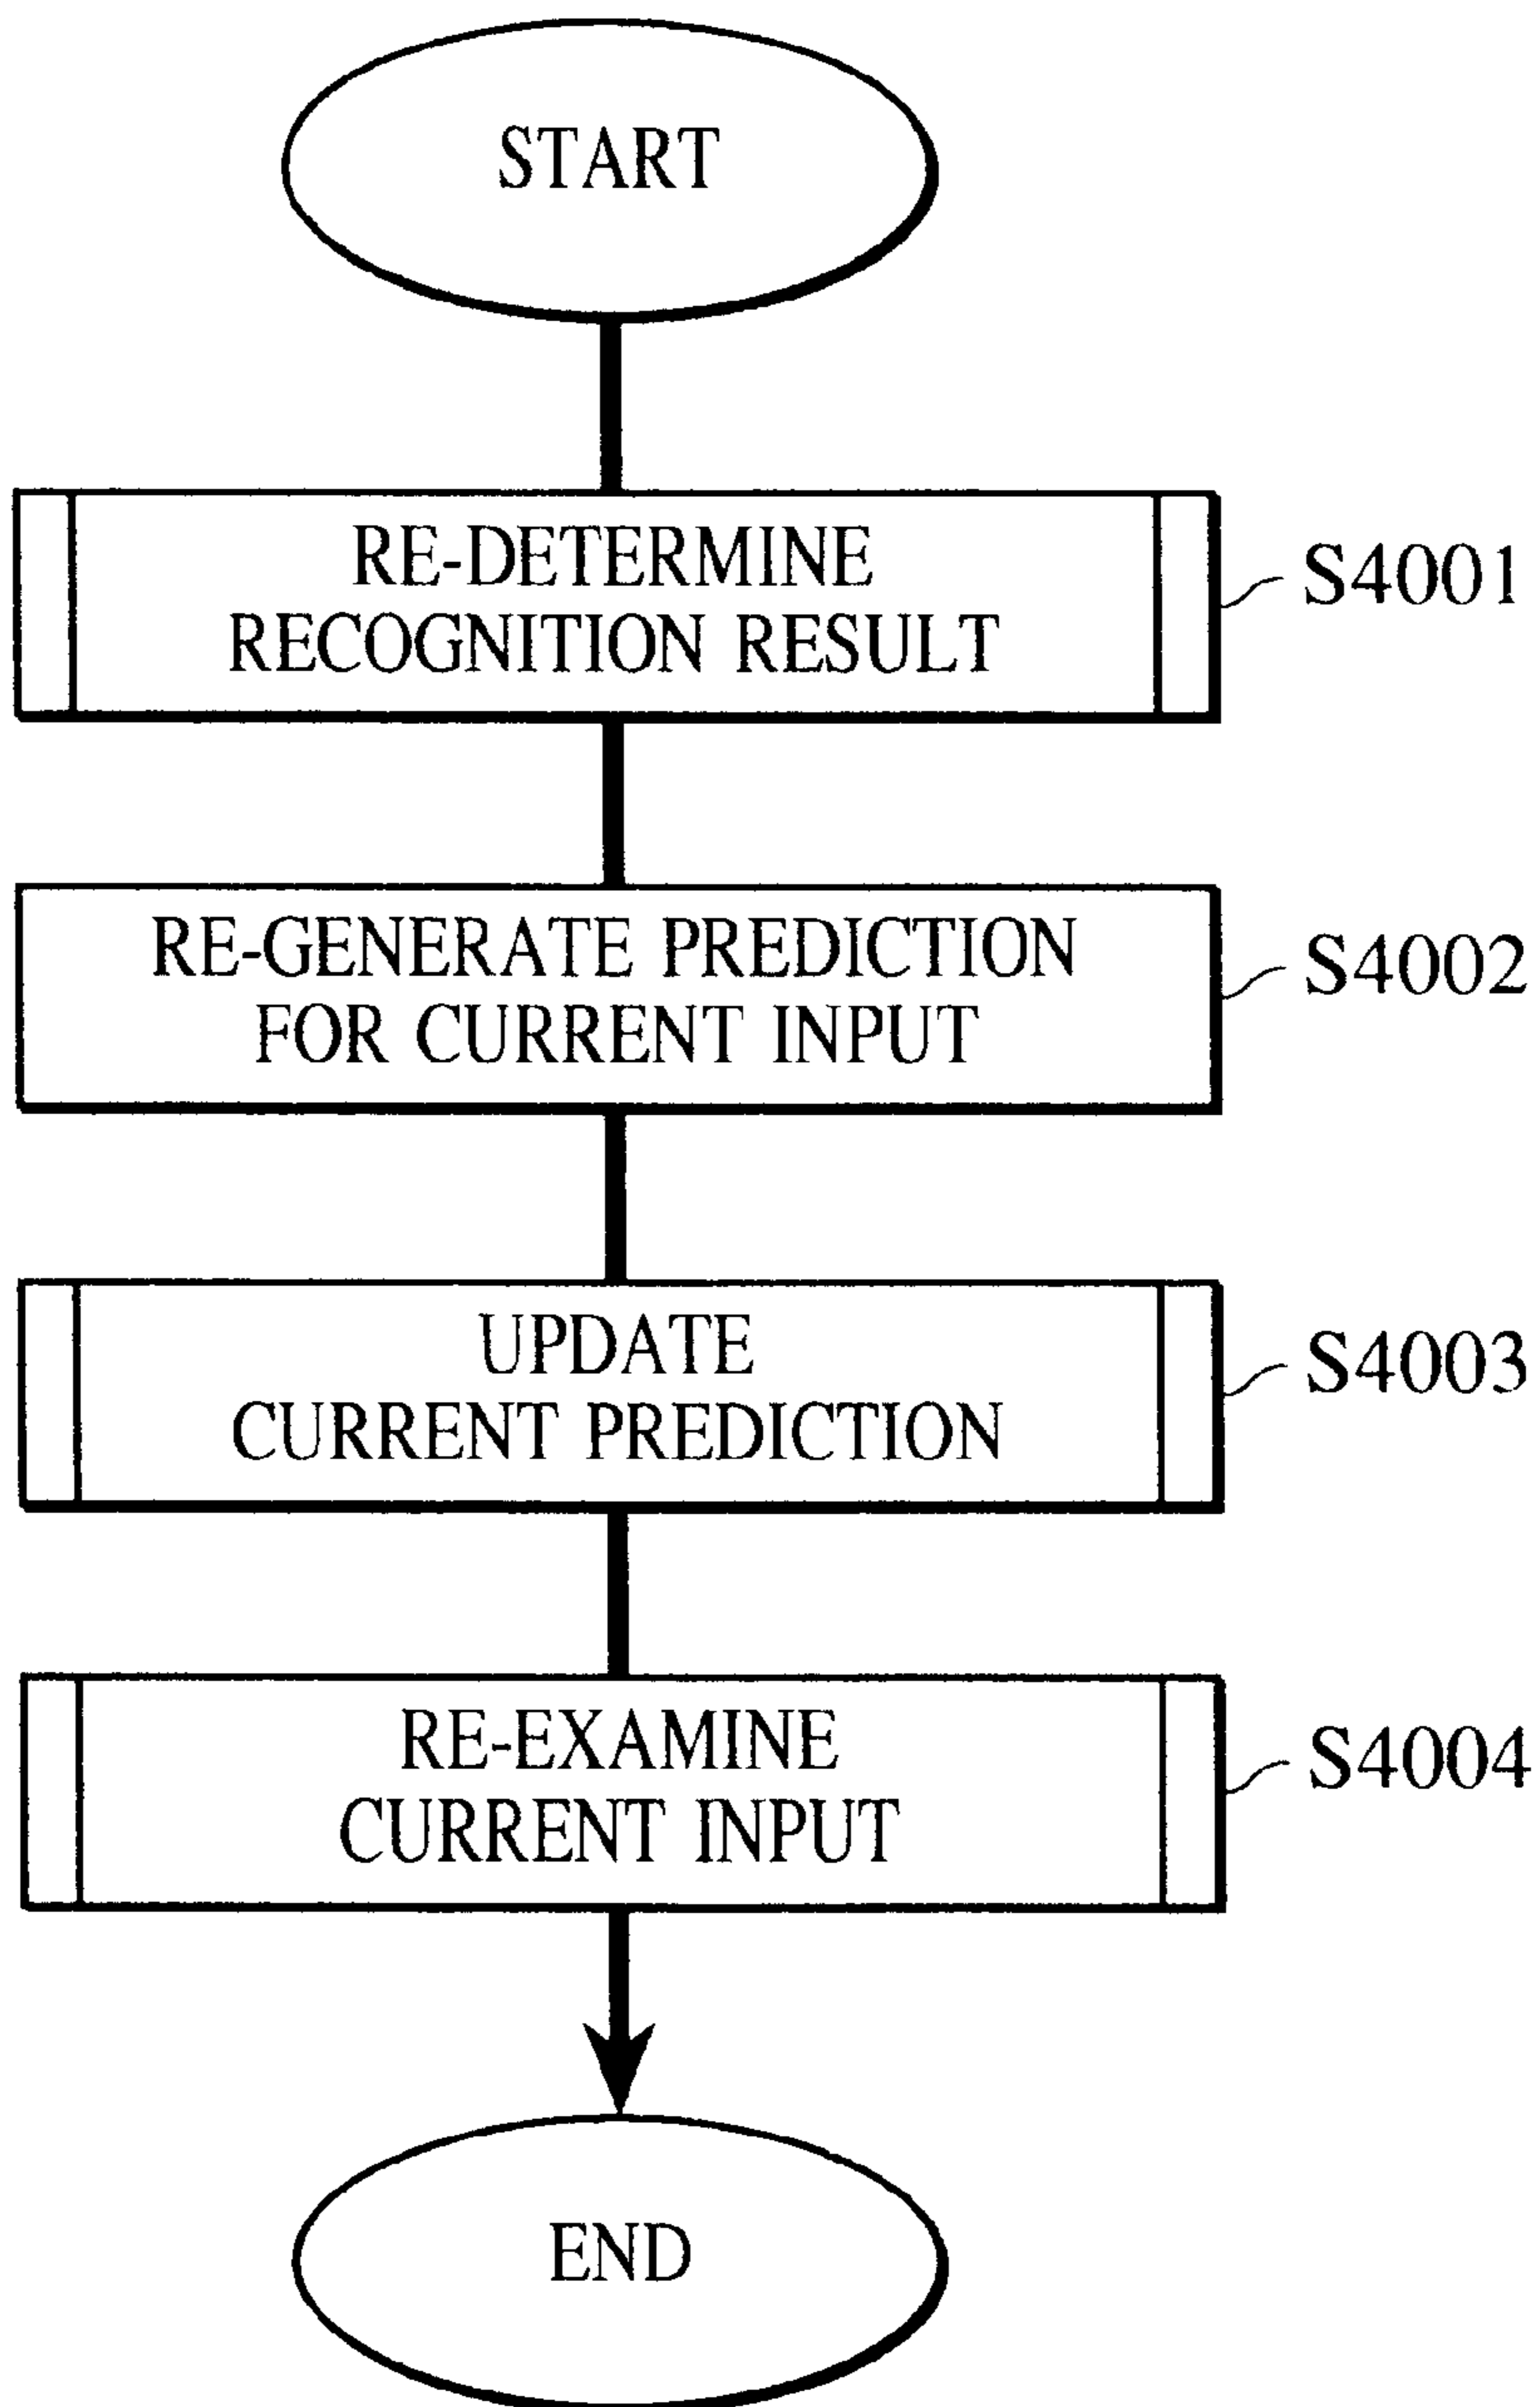 START
RE-DETERMINE
RECOGNITION RESULT
S4001
RE-GENERATE PREDICTION
FOR CURRENT INPUT
S4002
UPDATE
CURRENT PREDICTION
S4003
RE-EXAMINE
CURRENT INPUT
S4004
END